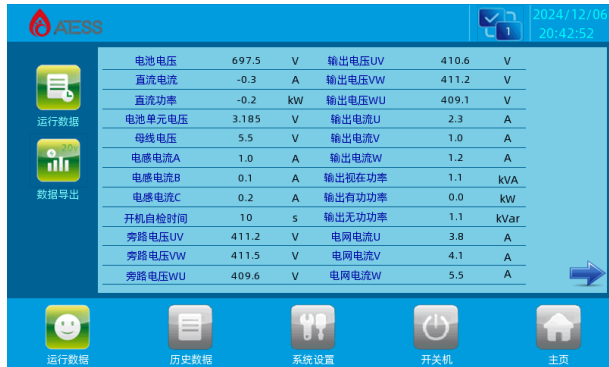 ATESS
1
2024/12/06
20:42:52
运行数据
20y
数据导出
电池电压 697.5 V 输出电压UV 410.6 V
直流电流 -0.3 A 输出电压VW 411.2 V
直流功率 -0.2 kW 输出电压WU 409.1 V
电池单元电压 3.185 V 输出电流U 2.3 A
母线电压 5.5 V 输出电流V 1.0 A
电感电流A 1.0 A 输出电流W 1.2 A
电感电流B 0.1 A 输出视在功率 1.1 kVA
电感电流C 0.2 A 输出有功功率 0.0 kW
开机自检时间 10 s 输出无功功率 1.1 kVar
旁路电压UV 411.2 V 电网电流U 3.8 A
旁路电压VW 411.5 V 电网电流V 4.1 A
旁路电压WU 409.6 V 电网电流W 5.5 A
运行数据 历史数据 系统设置 开关机 主页